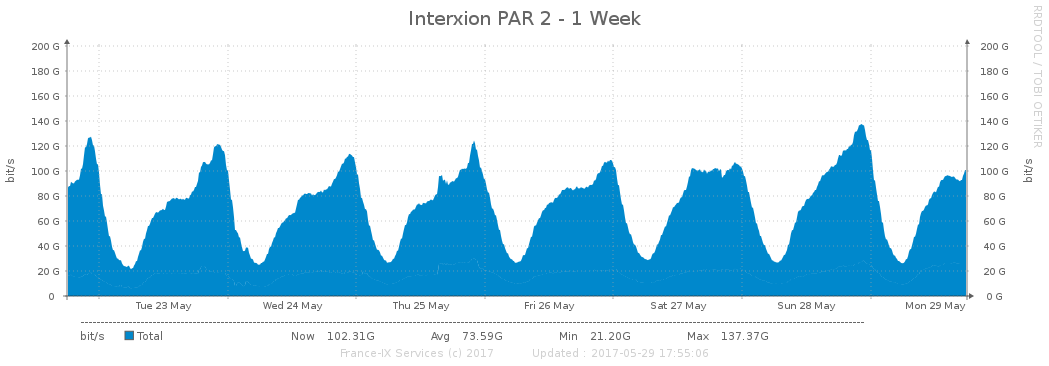 Interxion PAR 2 - 1 Week
RRDTOOL / TOBI OETIKER
200 G 200 G
180 G 180 G
160 G 160 G
140 G 140 G
120 G 120 G
100 G 100 G
80 G 80 G
60 G 60 G
40 G 40 G
20 G 20 G
0 0 G
bit/s
bit/s
Tue 23 May Wed 24 May Thu 25 May Fri 26 May Sat 27 May Sun 28 May Mon 29 May
bit/s Total Now 102.31G Avg 73.59G Min 21.20G Max 137.37G
France-IX Services (c) 2017 Updated : 2017-05-29 17:55:06